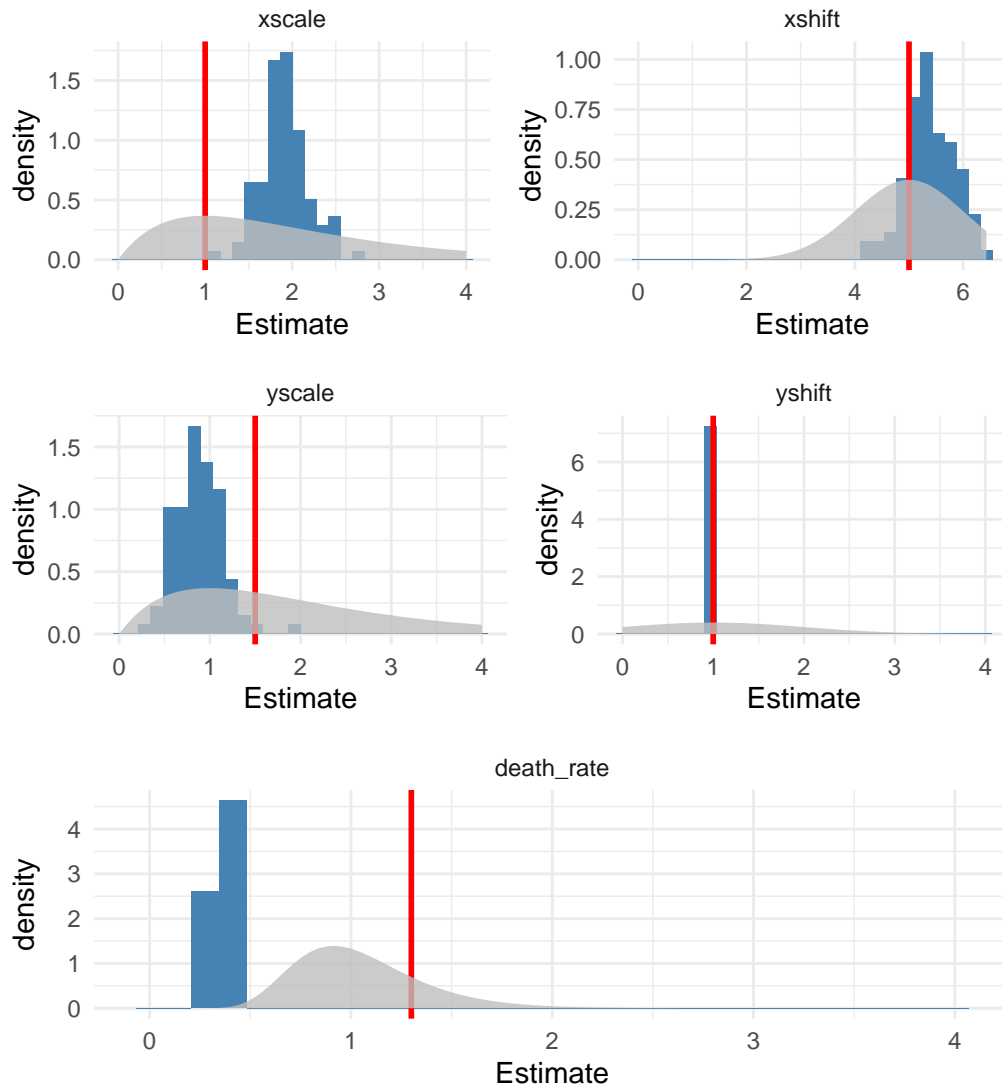 xscale
density
0.0
0.5
1.0
1.5
0 1 2 3 4
Estimate
xshift
density
0.00
0.25
0.50
0.75
1.00
0 2 4 6
Estimate
yscale
density
0.0
0.5
1.0
1.5
0 1 2 3 4
Estimate
yshift
density
0
2
4
6
0 1 2 3 4
Estimate
death_rate
density
0
1
2
3
4
0 1 2 3 4
Estimate